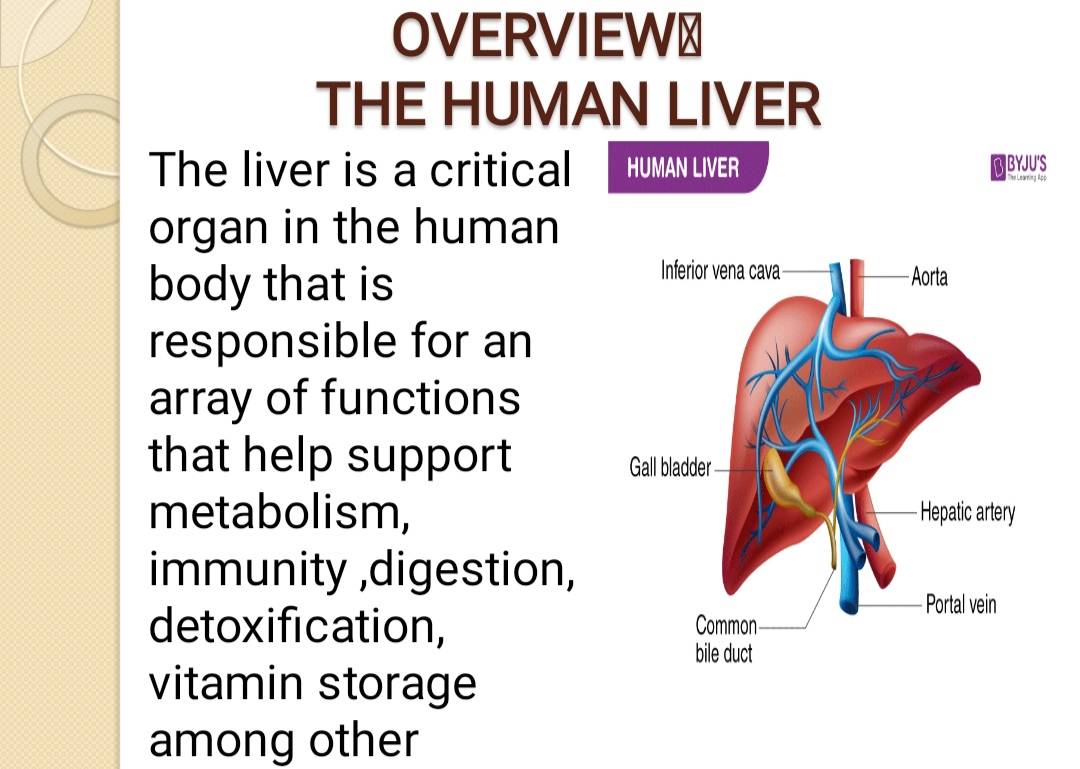 OVERVIEW
THE HUMAN LIVER
The liver is a critical
organ in the human
body that is
responsible for an
array of functions
that help support
metabolism,
immunity ,digestion,
detoxification,
vitamin storage
among other
HUMAN LIVER
BYJU'S
The Learning App
Inferior vena cava
Aorta
Gall bladder
Hepatic artery
Portal vein
Common
bile duct